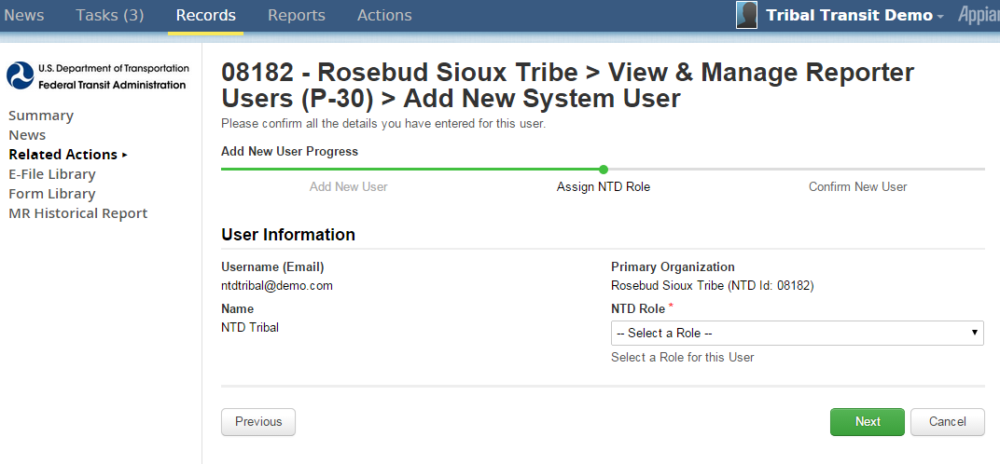 News Tasks (3) Records Reports Actions Tribal Transit Demo
U.S. Department of Transportation
Federal Transit Administration
Summary
News
Related Actions
E-File Library
Form Library
MR Historical Report
08182 - Rosebud Sioux Tribe > View & Manage Reporter
Users (P-30) > Add New System User
Please confirm all the details you have entered for this user.
Add New User Progress
Add New User Assign NTD Role Confirm New User
User Information
Username (Email)
ntdtribal@demo.com
Name
NTD Tribal
Primary Organization
Rosebud Sioux Tribe (NTD Id: 08182)
NTD Role *
-- Select a Role --
Select a Role for this User
Previous Next Cancel